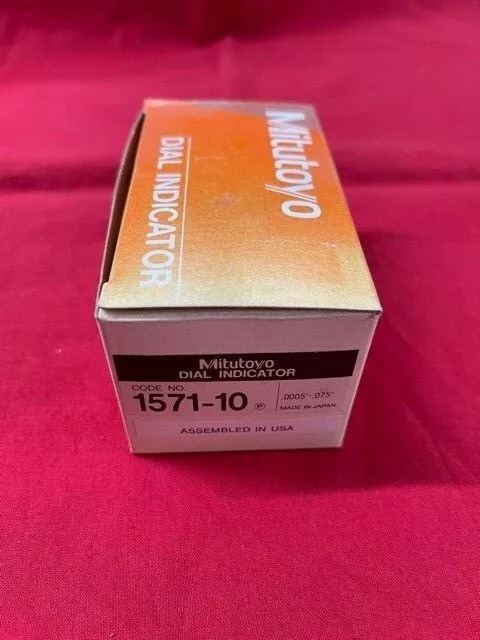 Mitutoyo
DIAL INDICATOR
Mitutoyo
DIAL INDICATOR
CODE NO.
1571-10 Ⓟ
.0005"-.075"
MADE IN JAPAN
ASSEMBLED IN USA